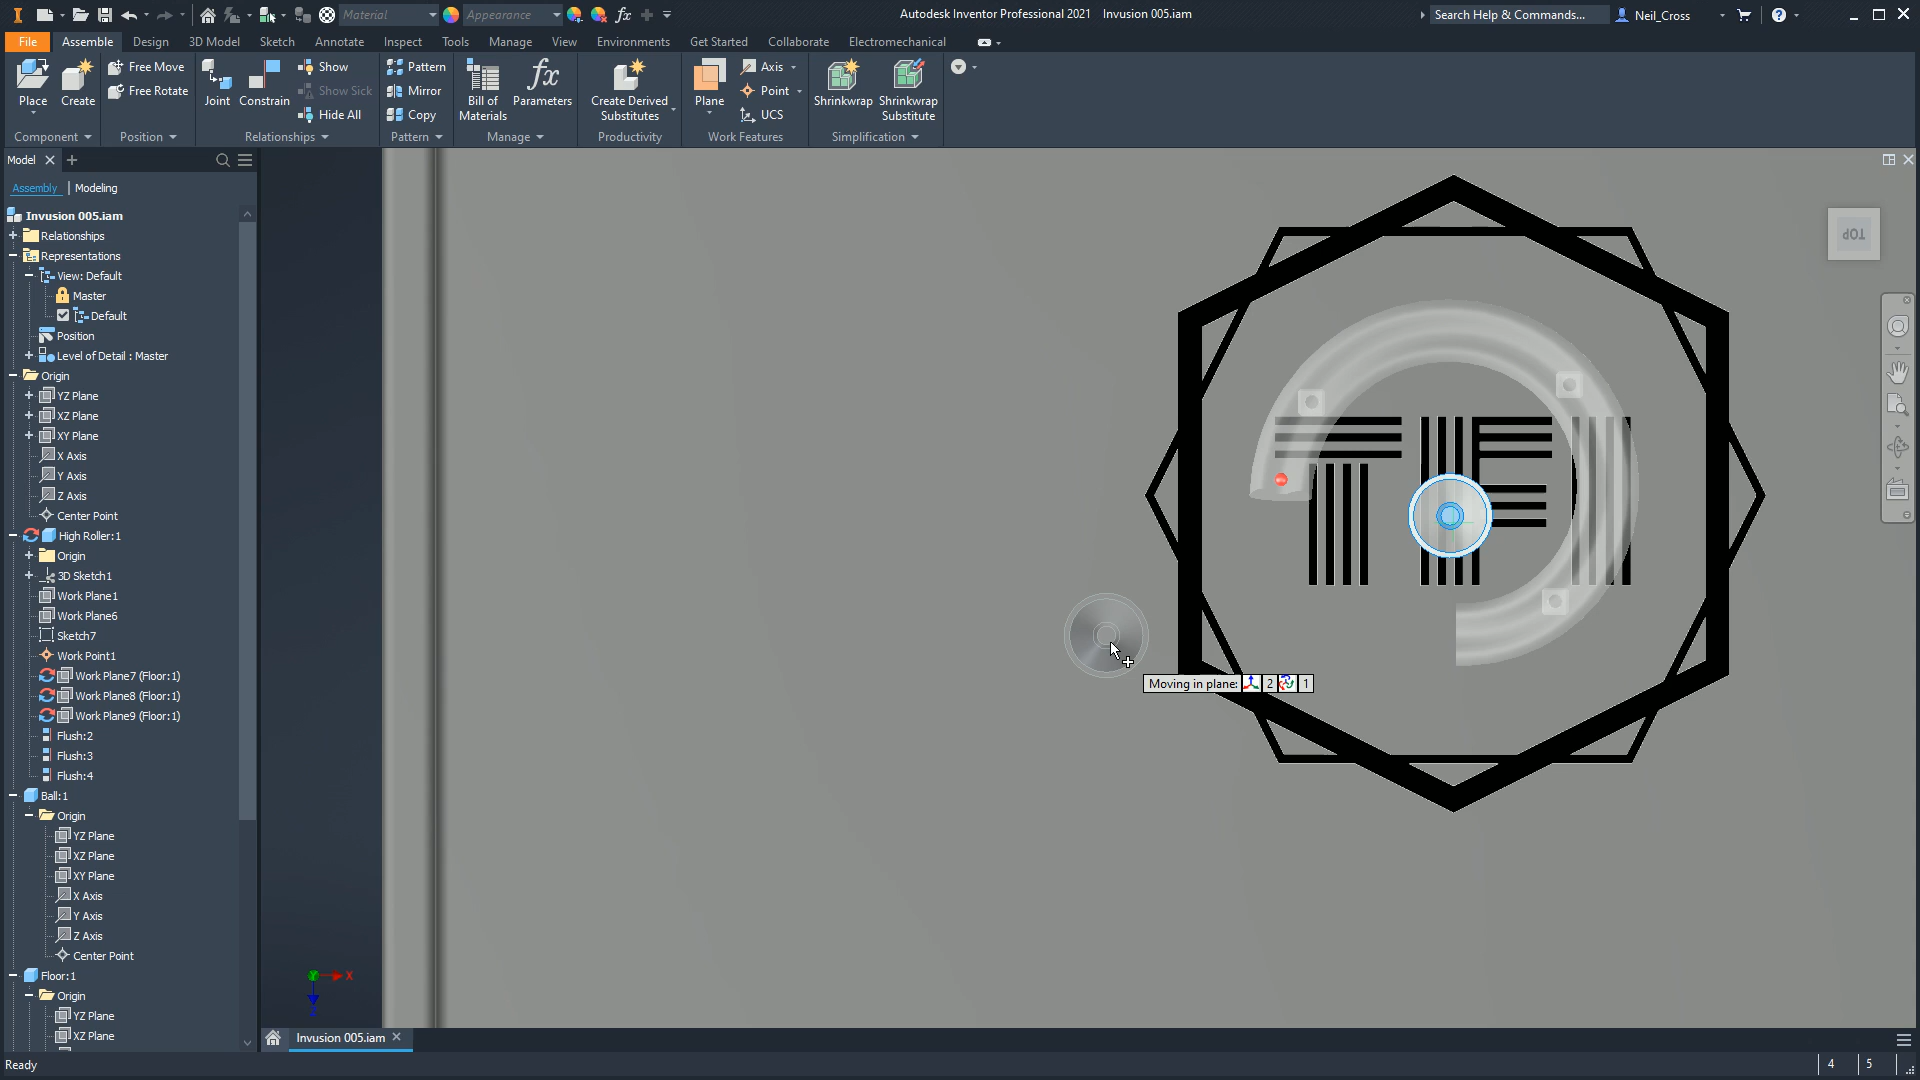 Material
Appearance
fx
Autodesk Inventor Professional 2021 Invusion 005.iam
Search Help & Commands...
Neil_Cross
File Assemble Design 3D Model Sketch Annotate Inspect Tools Manage View Environments Get Started Collaborate Electromechanical
Place
Create
Component
Free Move
Free Rotate
Position
Joint
Constrain
Show
Show Sick
Hide All
Relationships
Pattern
Mirror
Copy
Pattern
Bill of
Materials
fx
Parameters
Manage
Create Derived
Substitutes
Productivity
Plane
Axis
Point
UCS
Work Features
Shrinkwrap
Shrinkwrap
Substitute
Simplification
Model
Assembly | Modeling
Invusion 005.iam
Relationships
Representations
View: Default
Master
Default
Position
Level of Detail : Master
Origin
YZ Plane
XZ Plane
XY Plane
X Axis
Y Axis
Z Axis
Center Point
High Roller:1
Origin
3D Sketch1
Work Plane1
Work Plane6
Sketch7
Work Point1
Work Plane7 (Floor:1)
Work Plane8 (Floor:1)
Work Plane9 (Floor:1)
Flush:2
Flush:3
Flush:4
Ball:1
Origin
YZ Plane
XZ Plane
XY Plane
X Axis
Y Axis
Z Axis
Center Point
Floor:1
Origin
YZ Plane
XZ Plane
TOP
Moving in plane: 2 1
X
Z
Invusion 005.iam
Ready
4 5